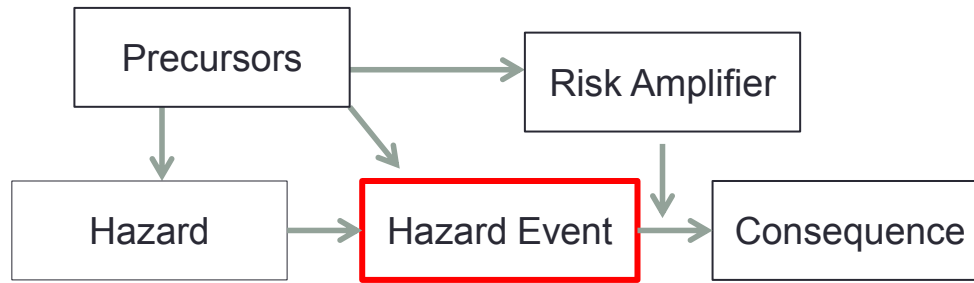 Precursors
Risk Amplifier
Hazard
Hazard Event
Consequence